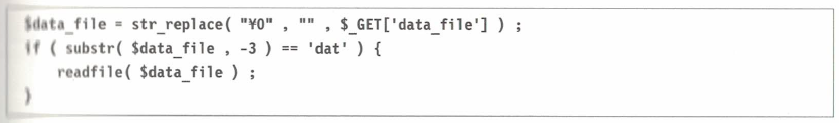 $data_file = str_replace( "¥0" , "" , $_GET['data_file'] ) ;
if ( substr( $data_file , -3 ) == 'dat' ) {
    readfile( $data_file ) ;
}